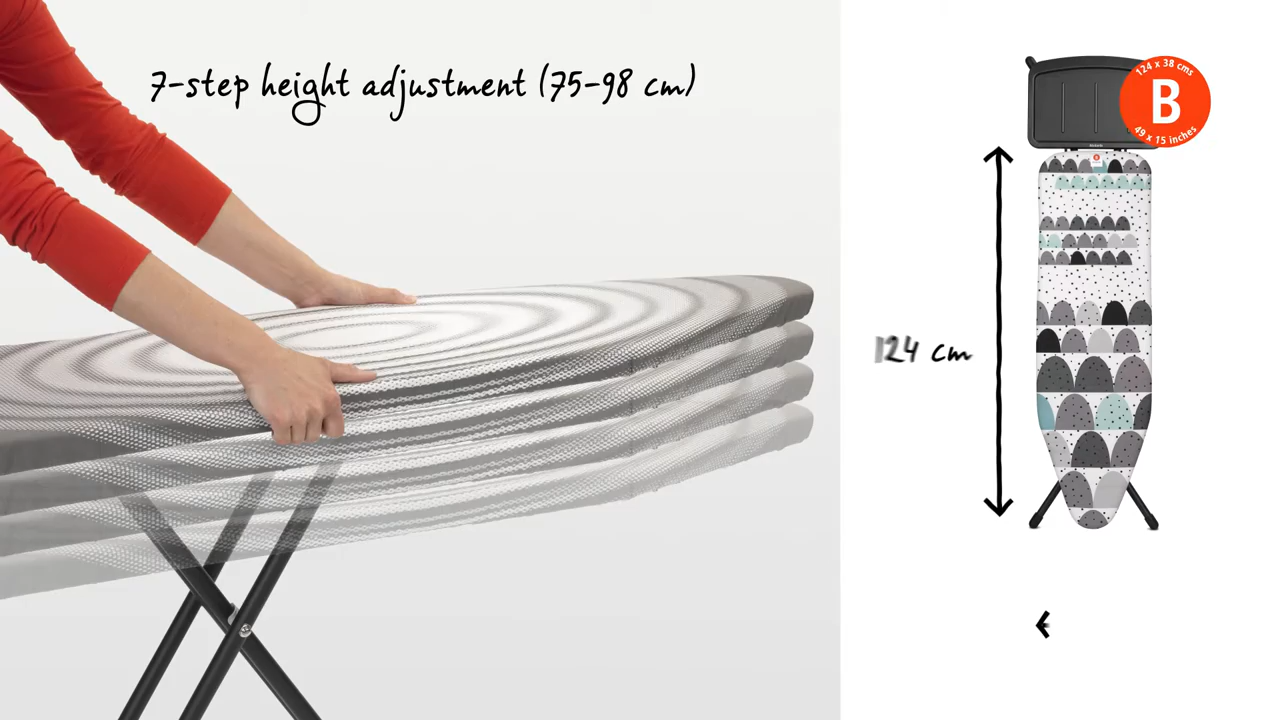 7-step height adjustment (75-98 cm)
124 x 38 cms
B
49 x 15 inches
124 cm